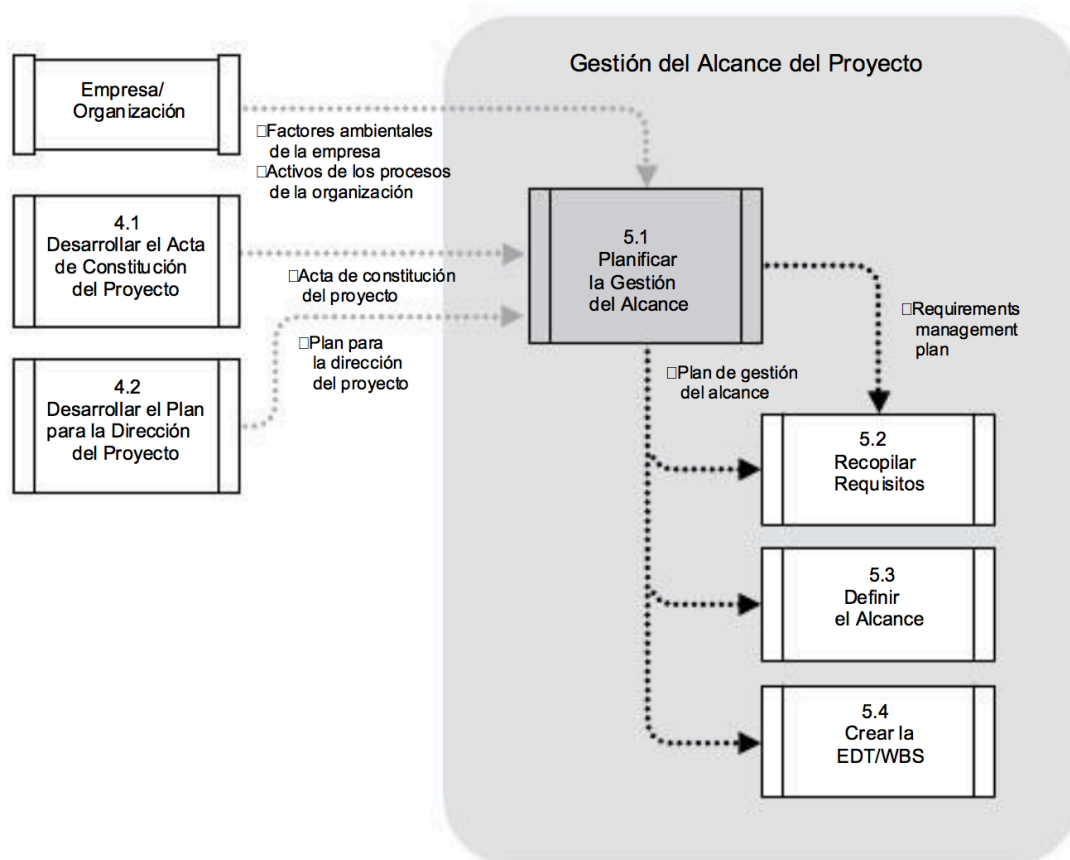 Gestión del Alcance del Proyecto
Empresa/
Organización
□Factores ambientales
de la empresa
□Activos de los procesos
de la organización
4.1
Desarrollar el Acta
de Constitución
del Proyecto
□Acta de constitución
del proyecto
5.1
Planificar
la Gestión
del Alcance
□Requirements
management
plan
□Plan para
la dirección
del proyecto
4.2
Desarrollar el Plan
para la Dirección
del Proyecto
□Plan de gestión
del alcance
5.2
Recopilar
Requisitos
5.3
Definir
el Alcance
5.4
Crear la
EDT/WBS